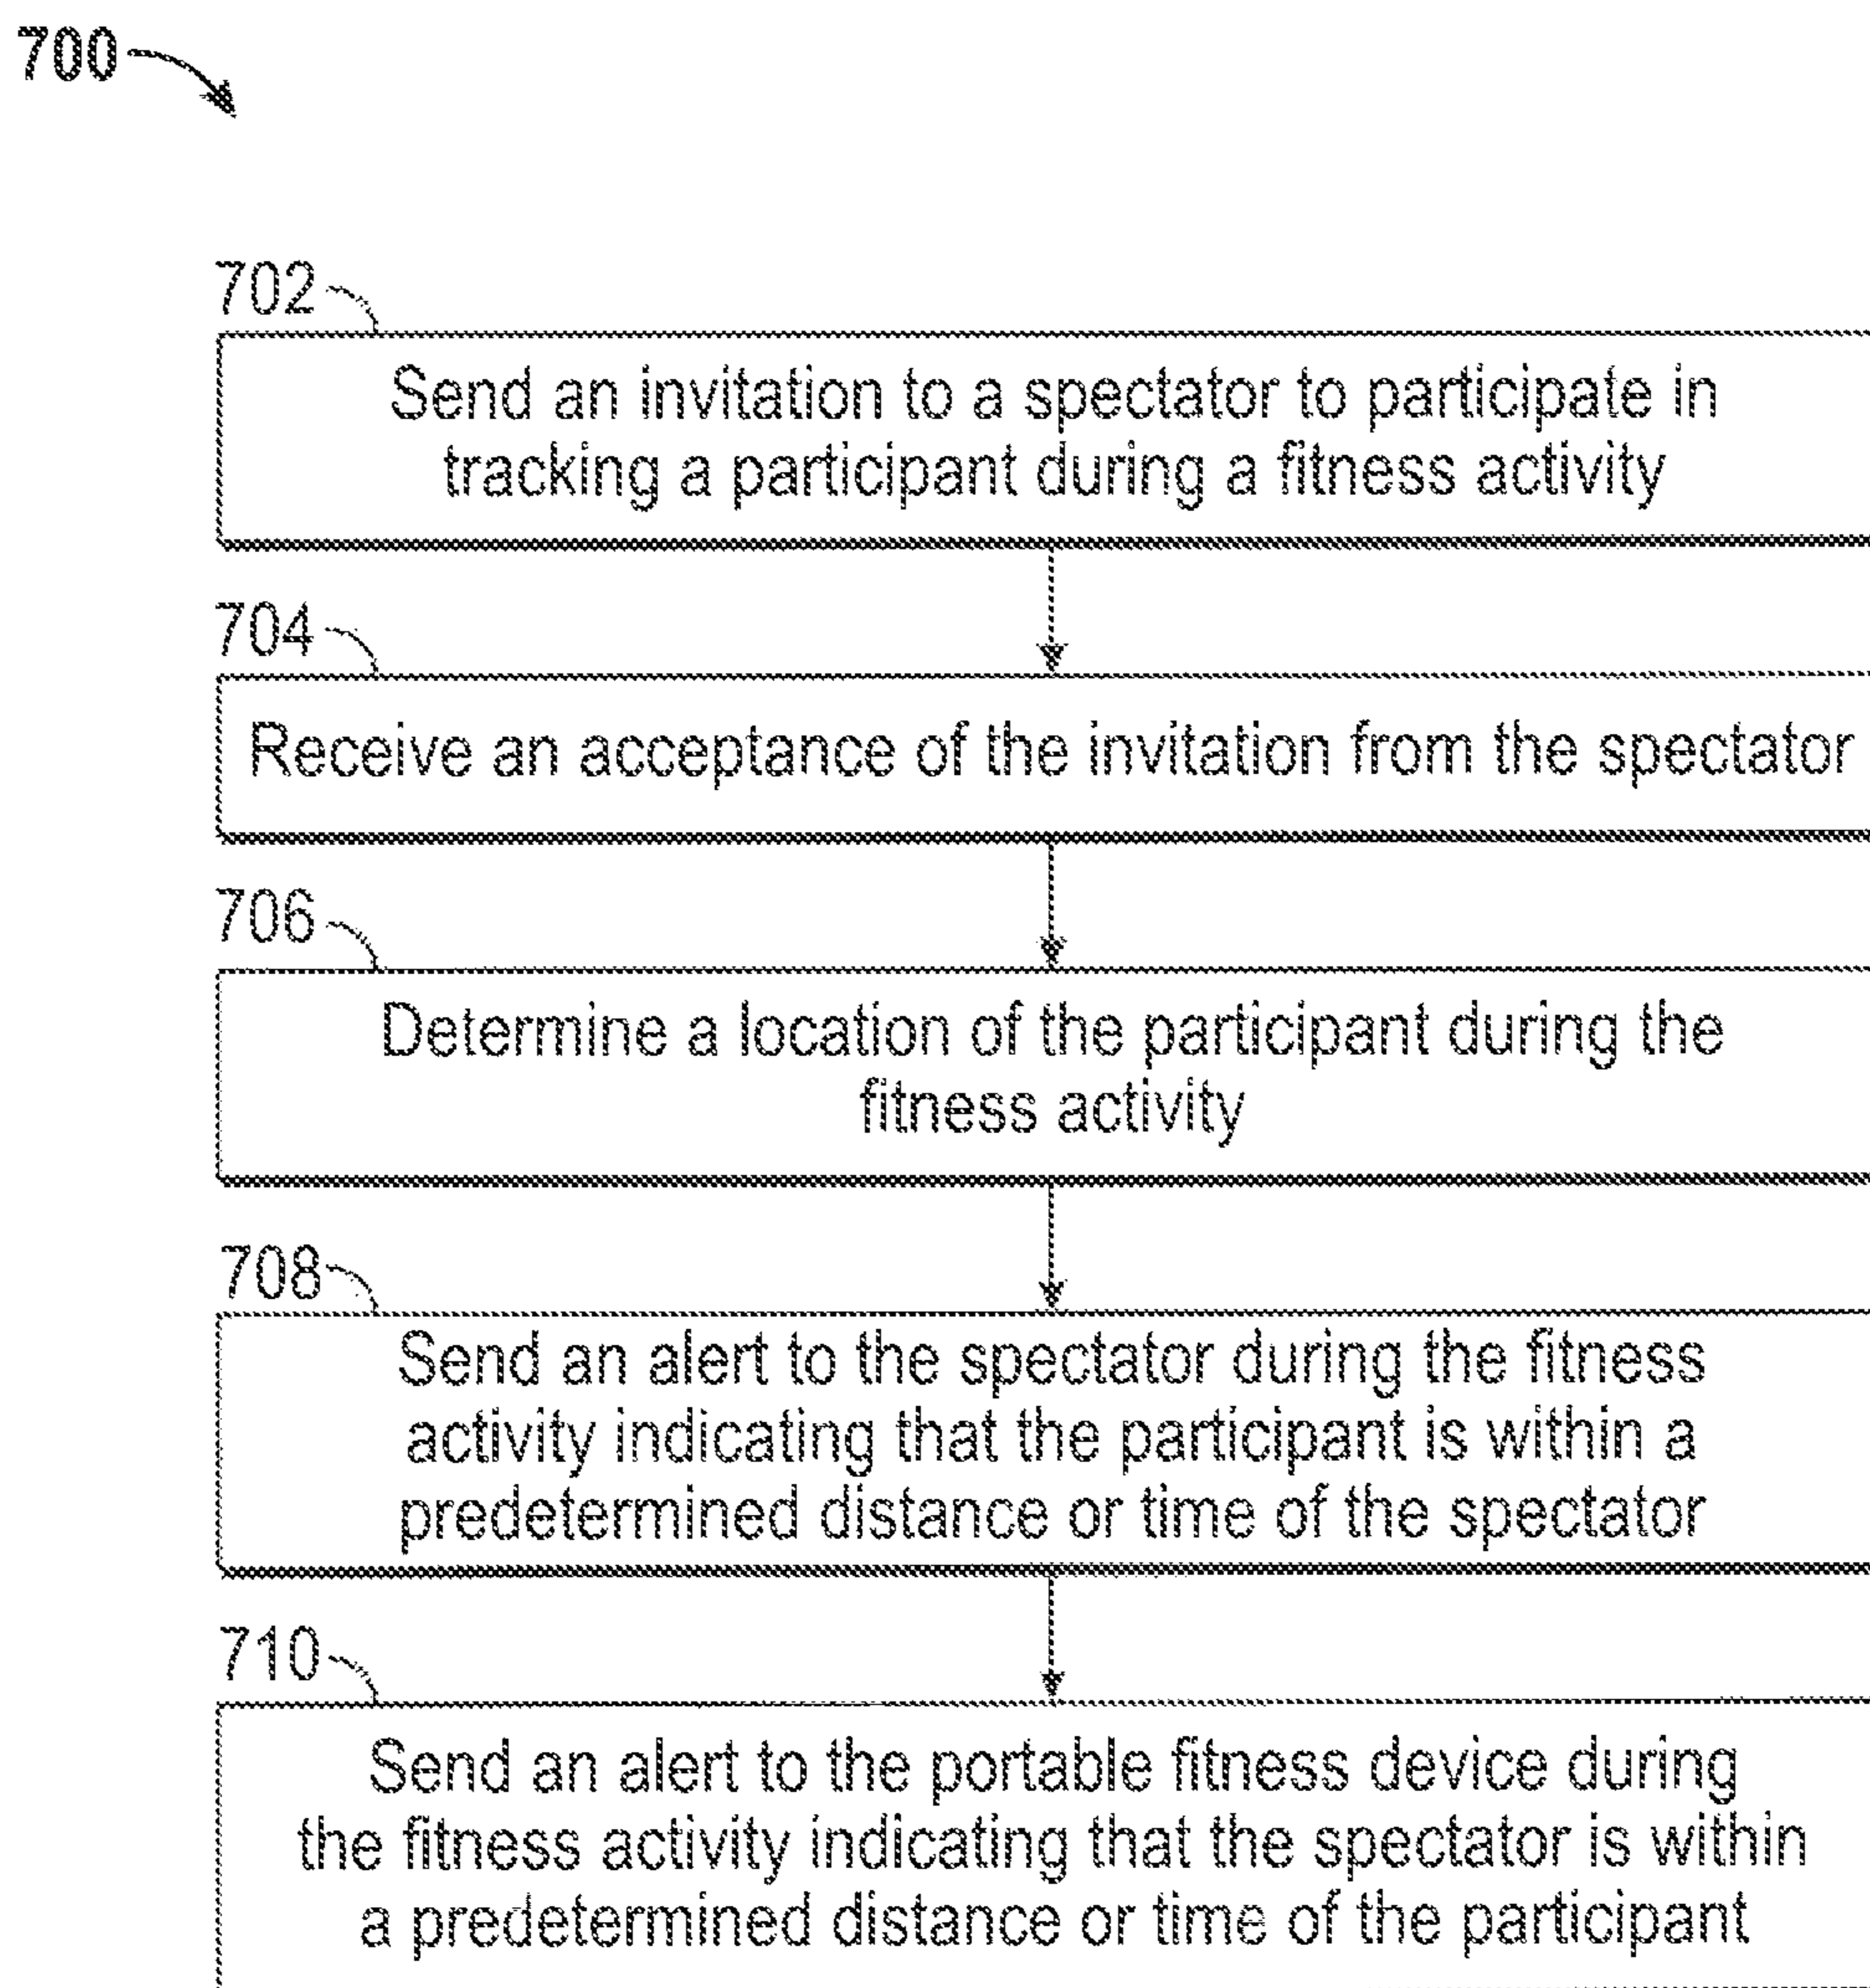 700
702
Send an invitation to a spectator to participate in
tracking a participant during a fitness activity
704
Receive an acceptance of the invitation from the spectator
706
Determine a location of the participant during the
fitness activity
708
Send an alert to the spectator during the fitness
activity indicating that the participant is within a
predetermined distance or time of the spectator
710
Send an alert to the portable fitness device during
the fitness activity indicating that the spectator is within
a predetermined distance or time of the participant